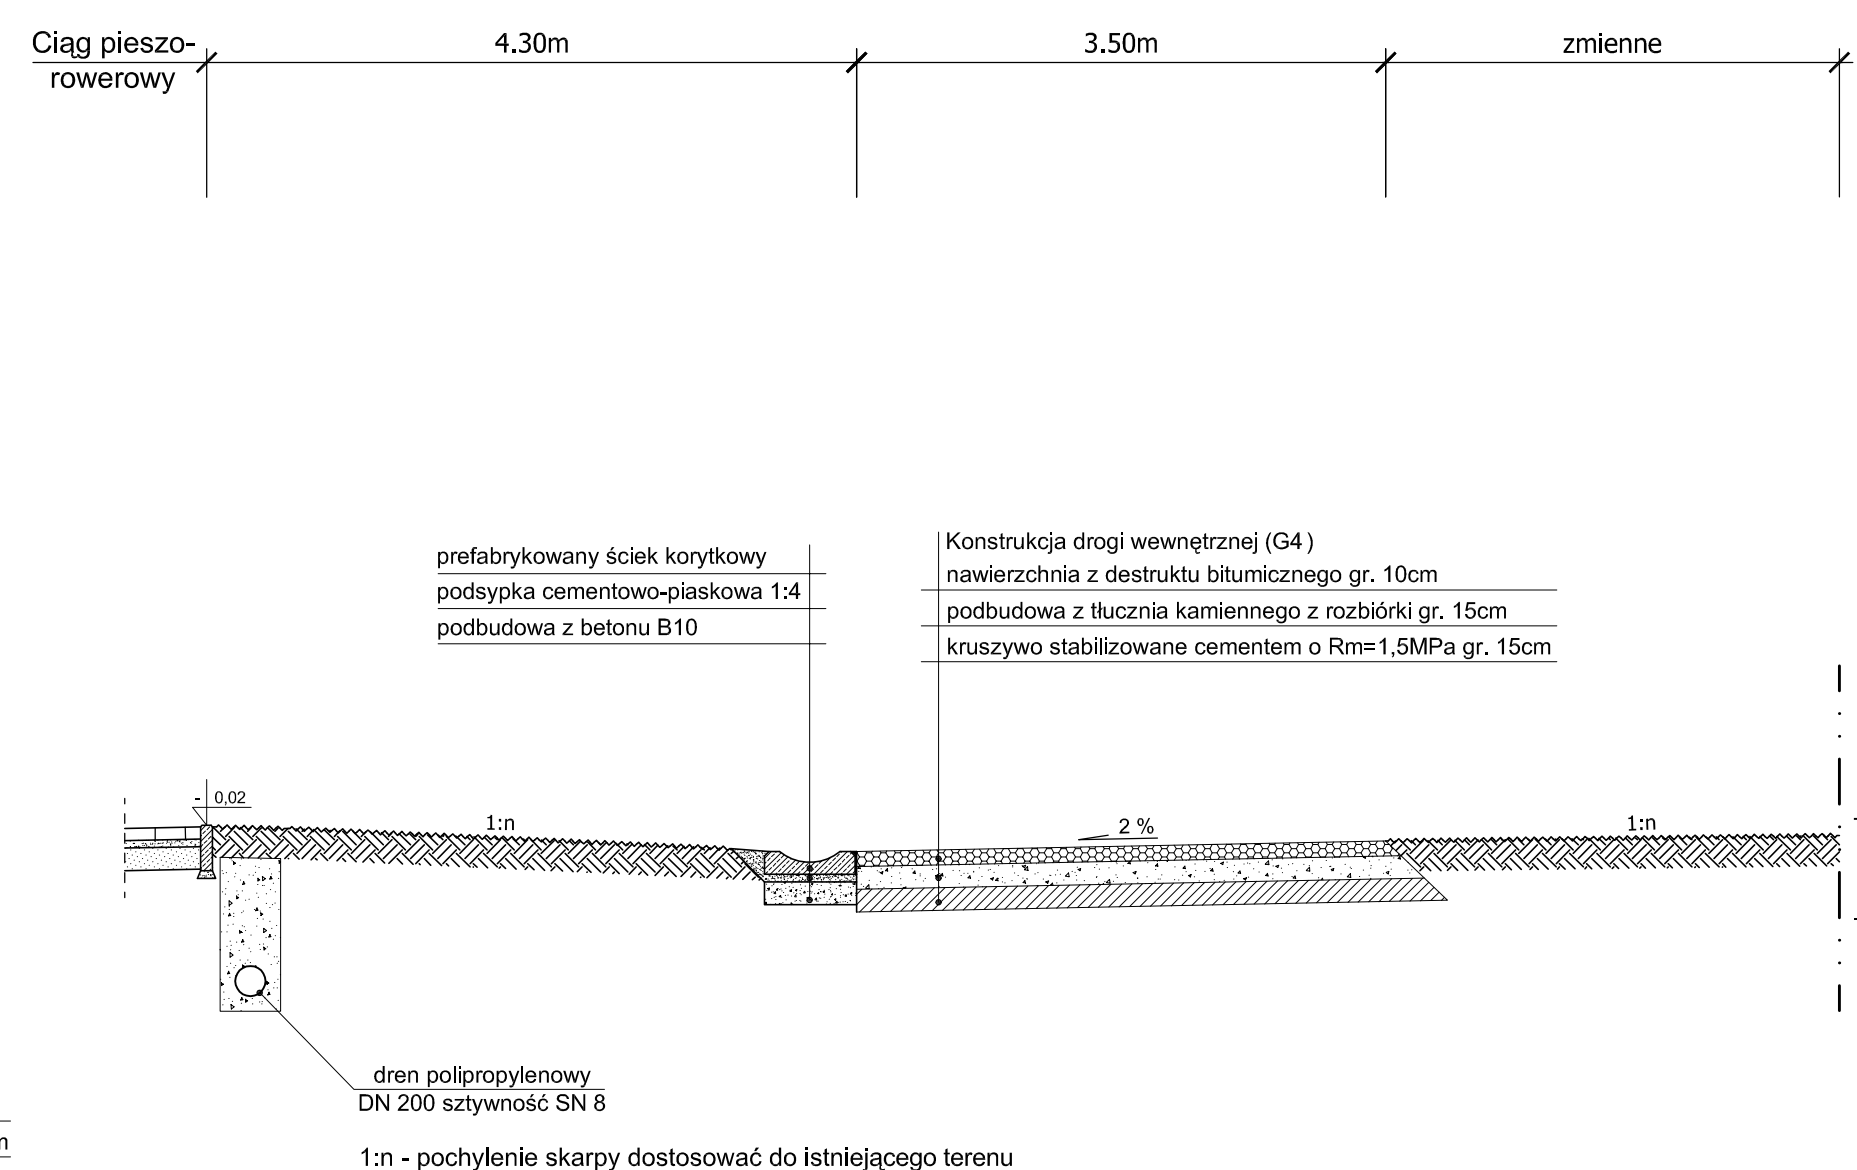 Ciąg pieszo-
rowerowy
4.30m
3.50m
zmienne
prefabrykowany ściek korytkowy
podsypka cementowo-piaskowa 1:4
podbudowa z betonu B10
Konstrukcja drogi wewnętrznej (G4 )
nawierzchnia z destruktu bitumicznego gr. 10cm
podbudowa z tłucznia kamiennego z rozbiórki gr. 15cm
kruszywo stabilizowane cementem o Rm=1,5MPa gr. 15cm
- 0,02
1:n
2 %
1:n
dren polipropylenowy
DN 200 sztywność SN 8
1:n - pochylenie skarpy dostosować do istniejącego terenu